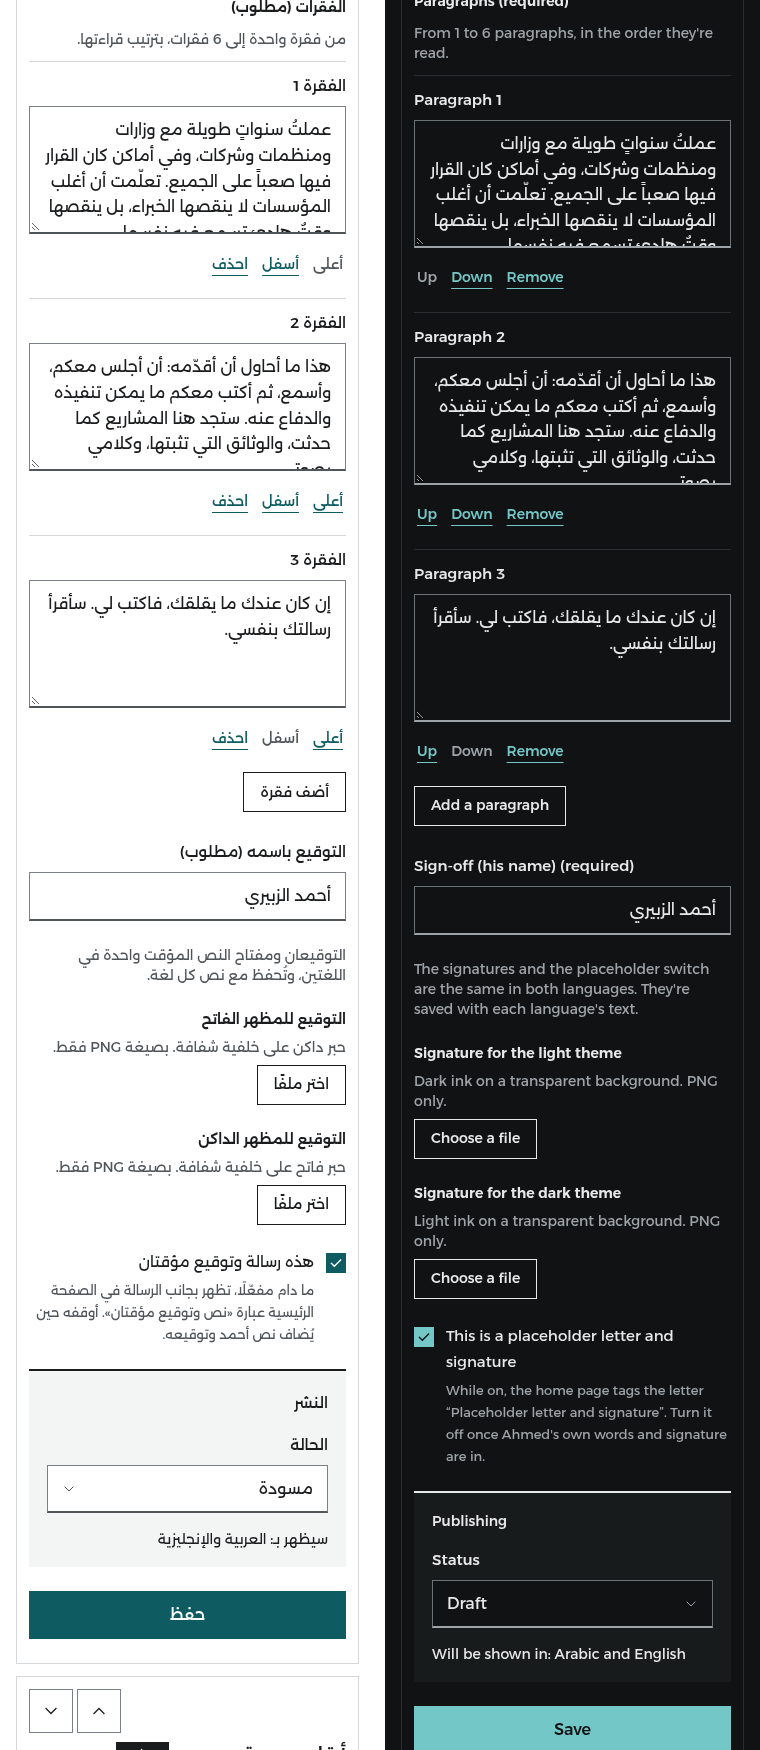 الفقرات (مطلوب)
من فقرة واحدة إلى 6 فقرات، بترتيب قراءتها.
الفقرة 1
عملتُ سنواتٍ طويلة مع وزارات
ومنظمات وشركات، وفي أماكن كان القرار
فيها صعباً على الجميع. تعلّمت أن أغلب
المؤسسات لا ينقصها الخبراء، بل ينقصها
أعلى
أسفل
احذف
الفقرة 2
هذا ما أحاول أن أقدّمه: أن أجلس معكم،
وأسمع، ثم أكتب معكم ما يمكن تنفيذه
والدفاع عنه. ستجد هنا المشاريع كما
حدثت، والوثائق التي تثبتها، وكلامي
أعلى
أسفل
احذف
الفقرة 3
إن كان عندك ما يقلقك، فاكتب لي. سأقرأ
رسالتك بنفسي.
أعلى
أسفل
احذف
أضف فقرة
التوقيع باسمه (مطلوب)
أحمد الزبيري
التوقيعان ومفتاح النص المؤقت واحدة في
اللغتين، وتُحفظ مع نص كل لغة.
التوقيع للمظهر الفاتح
حبر داكن على خلفية شفافة. بصيغة PNG فقط.
اختر ملفًا
التوقيع للمظهر الداكن
حبر فاتح على خلفية شفافة. بصيغة PNG فقط.
اختر ملفًا
هذه رسالة وتوقيع مؤقتان
ما دام مفعّلًا، تظهر بجانب الرسالة في الصفحة
الرئيسية عبارة «نص وتوقيع مؤقتان». أوقفه حين
يُضاف نص أحمد وتوقيعه.
النشر
الحالة
مسودة
سيظهر بـ: العربية والإنجليزية
حفظ
Paragraphs (required)
From 1 to 6 paragraphs, in the order they're
read.
Paragraph 1
عملتُ سنواتٍ طويلة مع وزارات
ومنظمات وشركات، وفي أماكن كان القرار
فيها صعباً على الجميع. تعلّمت أن أغلب
المؤسسات لا ينقصها الخبراء، بل ينقصها
Up
Down
Remove
Paragraph 2
هذا ما أحاول أن أقدّمه: أن أجلس معكم،
وأسمع، ثم أكتب معكم ما يمكن تنفيذه
والدفاع عنه. ستجد هنا المشاريع كما
حدثت، والوثائق التي تثبتها، وكلامي
Up
Down
Remove
Paragraph 3
إن كان عندك ما يقلقك، فاكتب لي. سأقرأ
رسالتك بنفسي.
Up
Down
Remove
Add a paragraph
Sign-off (his name) (required)
أحمد الزبيري
The signatures and the placeholder switch
are the same in both languages. They're
saved with each language's text.
Signature for the light theme
Dark ink on a transparent background. PNG
only.
Choose a file
Signature for the dark theme
Light ink on a transparent background. PNG
only.
Choose a file
This is a placeholder letter and
signature
While on, the home page tags the letter
“Placeholder letter and signature”. Turn it
off once Ahmed's own words and signature
are in.
Publishing
Status
Draft
Will be shown in: Arabic and English
Save